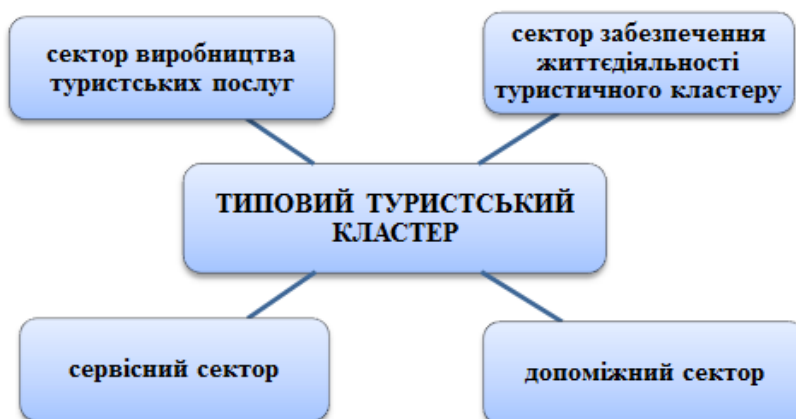 сектор виробництва
туристських послуг
сектор забезпечення
життєдіяльності
туристичного кластеру
ТИПОВИЙ ТУРИСТСЬКИЙ
КЛАСТЕР
сервісний сектор
допоміжний сектор